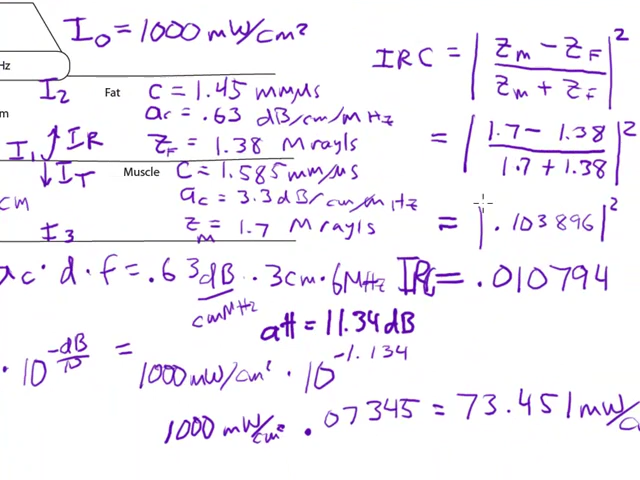 I0 = 1000 mW/cm²
IRC = | Zm - ZF / Zm + ZF |²
Hz
I2
Fat
c = 1.45 mm/µs
ac = .63 dB/cm/MHz
ZF = 1.38 Mrayls
= | 1.7 - 1.38 / 1.7 + 1.38 |²
m
I1 ↑ IR
↓ IT
Muscle
c = 1.585 mm/µs
ac = 3.3 dB/cm/MHz
Zm = 1.7 Mrayls
= | .103896 |²
CM
I3
ac · d · f = .63 dB/cmMHz · 3cm · 6MHz
IRC = .010794
att = 11.34 dB
· 10^-dB/10 = 1000 mW/cm² · 10^-1.134
1000 mW/cm² · .07345 = 73.451 mW/c